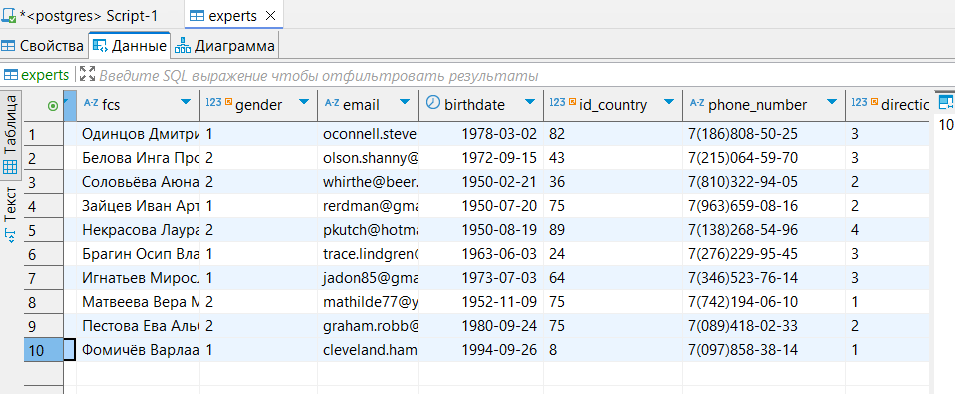 *<postgres> Script-1 experts
Свойства Данные Диаграмма
experts Введите SQL выражение чтобы отфильтровать результаты
Таблица
Текст
A-Z fcs 123 gender A-Z email birthdate 123 id_country A-Z phone_number 123 directic
1 Одинцов Дмитри 1 oconnell.steve 1978-03-02 82 7(186)808-50-25 3
2 Белова Инга Про 2 olson.shanny@ 1972-09-15 43 7(215)064-59-70 3
3 Соловьёва Аюна 2 whirthe@beer. 1950-02-21 36 7(810)322-94-05 2
4 Зайцев Иван Арт 1 rerdman@gma 1950-07-20 75 7(963)659-08-16 2
5 Некрасова Лаура 2 pkutch@hotma 1950-08-19 89 7(138)268-54-96 4
6 Брагин Осип Вла 1 trace.lindgren( 1963-06-03 24 7(276)229-95-45 3
7 Игнатьев Мирос. 1 jadon85@gma 1973-07-03 64 7(346)523-76-14 3
8 Матвеева Вера М 2 mathilde77@y 1952-11-09 75 7(742)194-06-10 1
9 Пестова Ева Аль 2 graham.robb@ 1980-09-24 75 7(089)418-02-33 2
10 Фомичёв Варлаа 1 cleveland.ham 1994-09-26 8 7(097)858-38-14 1
10